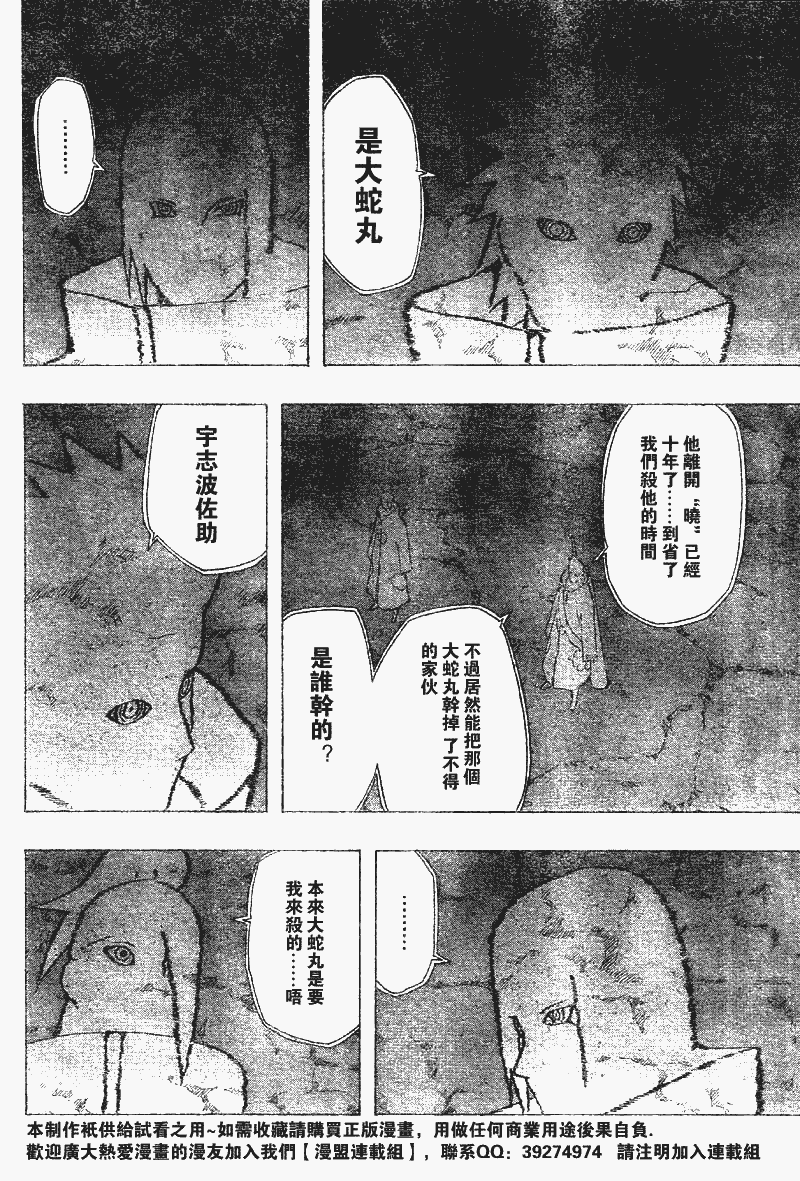 是大蛇丸
………
他離開“曉”已經
十年了……到省了
我們殺他的時間
不過居然能把那個
大蛇丸幹掉 了不得
的家伙
是誰幹的？
宇志波佐助
………
本來大蛇丸是要
我來殺的……唔
本制作衹供給試看之用~如需收藏請購買正版漫畫，用做任何商業用途後果自負.
歡迎廣大熱愛漫畫的漫友加入我們【漫盟連載組】，聯系QQ：39274974 請注明加入連載組